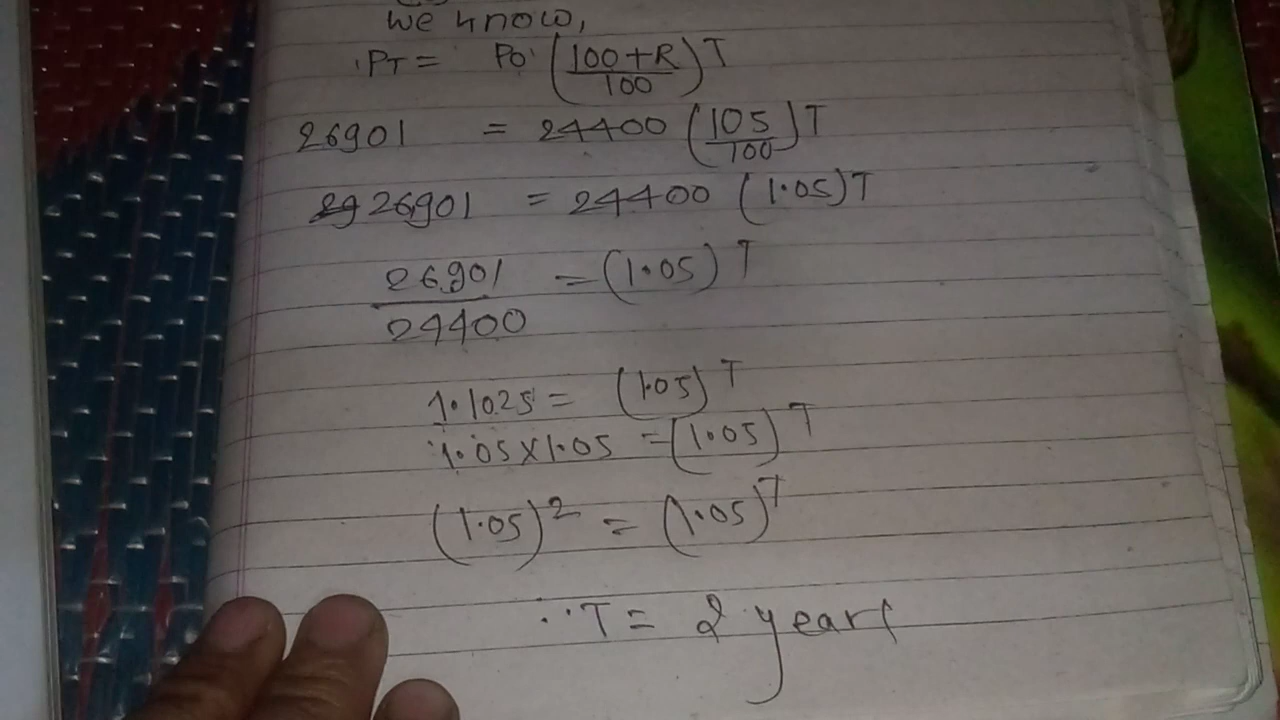 we know,
PT = Po (100+R/100)T
26901 = 24400 (105/100)T
26901 = 24400 (1.05)T
26901/24400 = (1.05)T
1.1025 = (1.05)T
1.05×1.05 = (1.05)T
(1.05)2 = (1.05)T
∴ T = 2 years